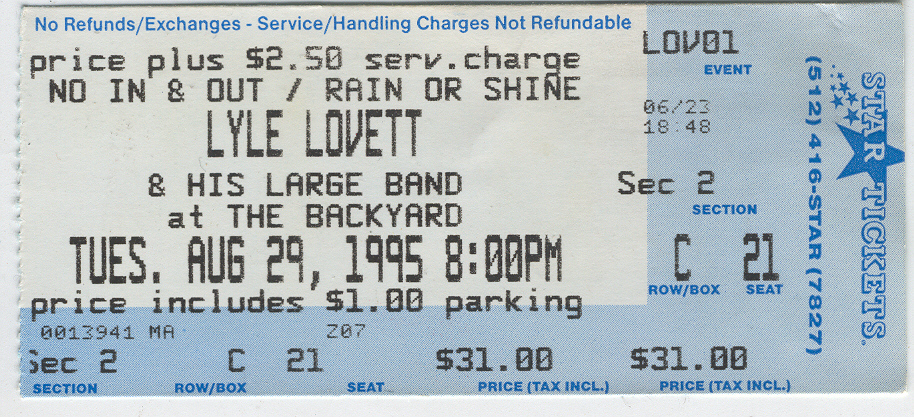 No Refunds/Exchanges - Service/Handling Charges Not Refundable
price plus $2.50 serv.charge
NO IN & OUT / RAIN OR SHINE
LYLE LOVETT
& HIS LARGE BAND
at THE BACKYARD
TUES. AUG 29, 1995 8:00PM
price includes $1.00 parking
0013941 MA Z07
Sec 2 C 21 $31.00 $31.00
SECTION ROW/BOX SEAT PRICE (TAX INCL.) PRICE (TAX INCL.)
LOV01
EVENT
06/23
18:48
Sec 2
SECTION
C 21
ROW/BOX SEAT
STAR TICKETS.
(512) 416-STAR (7827)